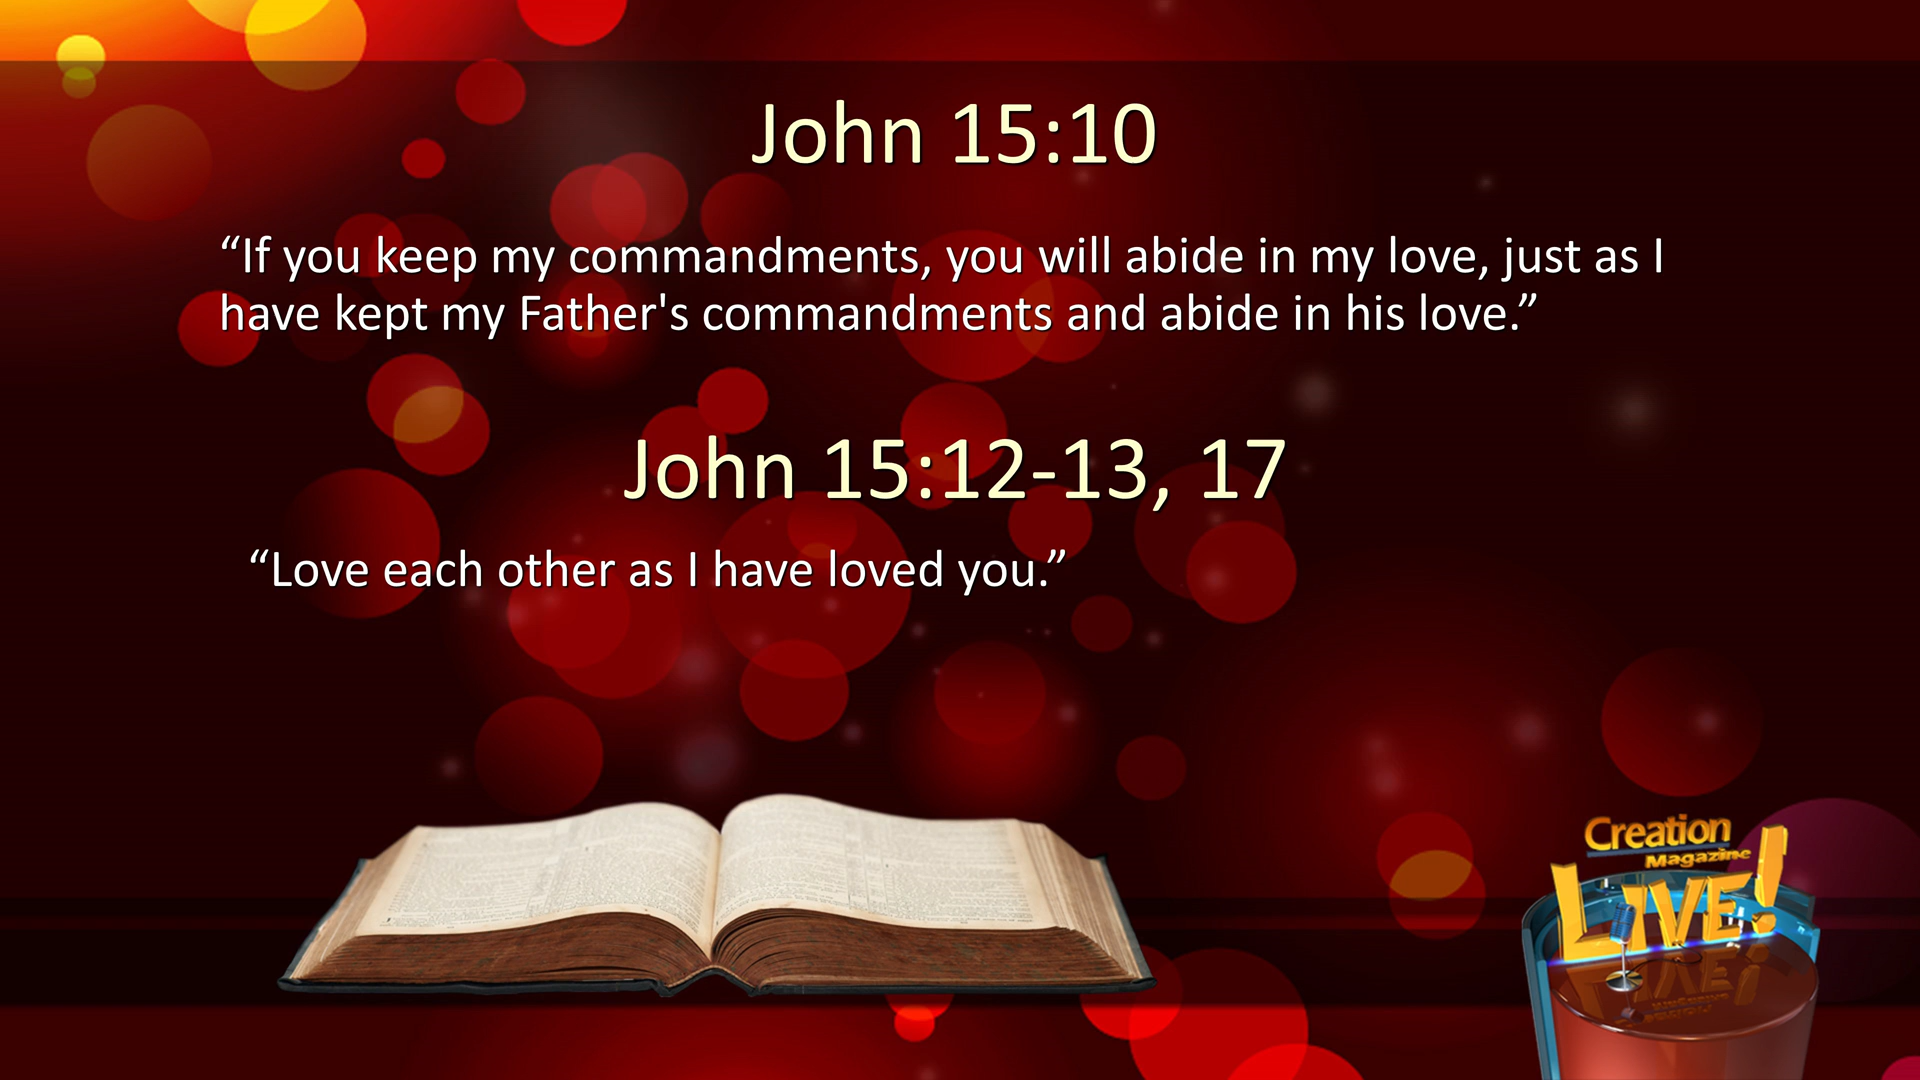 John 15:10
“If you keep my commandments, you will abide in my love, just as I
have kept my Father's commandments and abide in his love.”
John 15:12-13, 17
“Love each other as I have loved you.”
Creation
Magazine
LIVE!